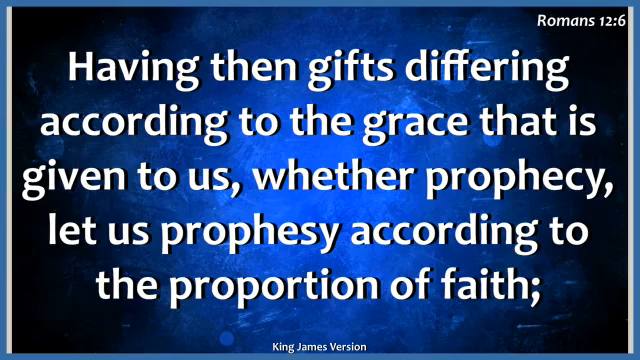 Romans 12:6
Having then gifts differing
according to the grace that is
given to us, whether prophecy,
let us prophesy according to
the proportion of faith;
King James Version